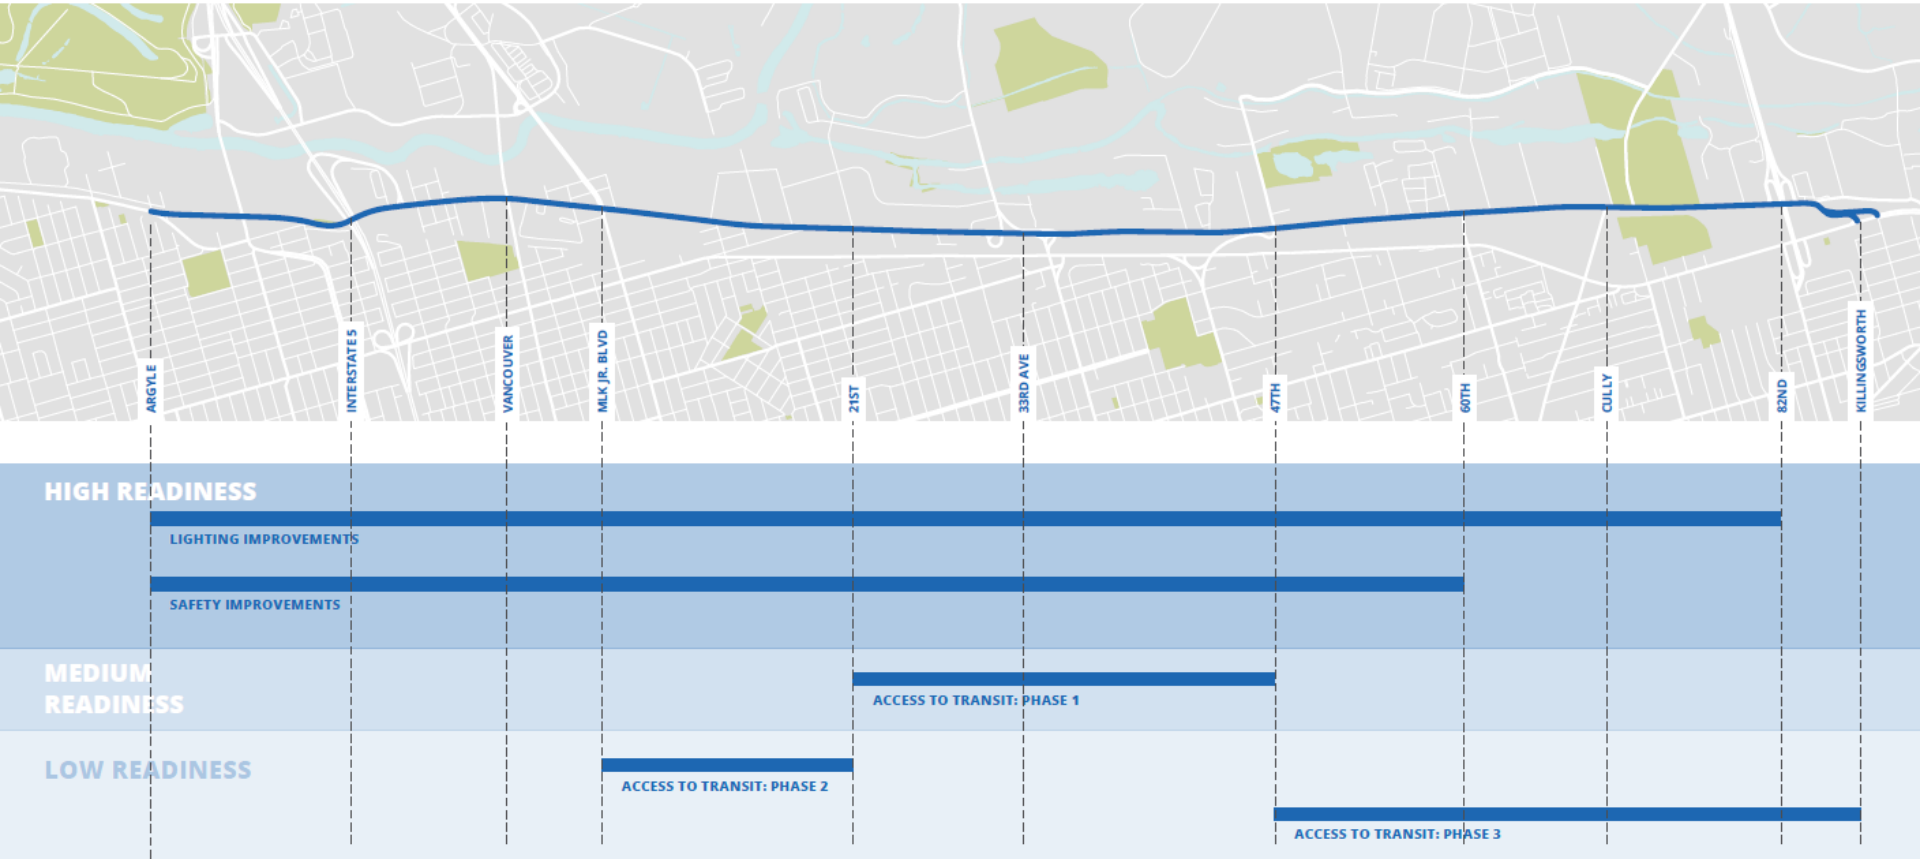 ARGYLE
INTERSTATE 5
VANCOUVER
MLK JR. BLVD
21ST
33RD AVE
47TH
60TH
CULLY
82ND
KILLINGSWORTH
HIGH READINESS
LIGHTING IMPROVEMENTS
SAFETY IMPROVEMENTS
MEDIUM
READINESS
ACCESS TO TRANSIT: PHASE 1
LOW READINESS
ACCESS TO TRANSIT: PHASE 2
ACCESS TO TRANSIT: PHASE 3